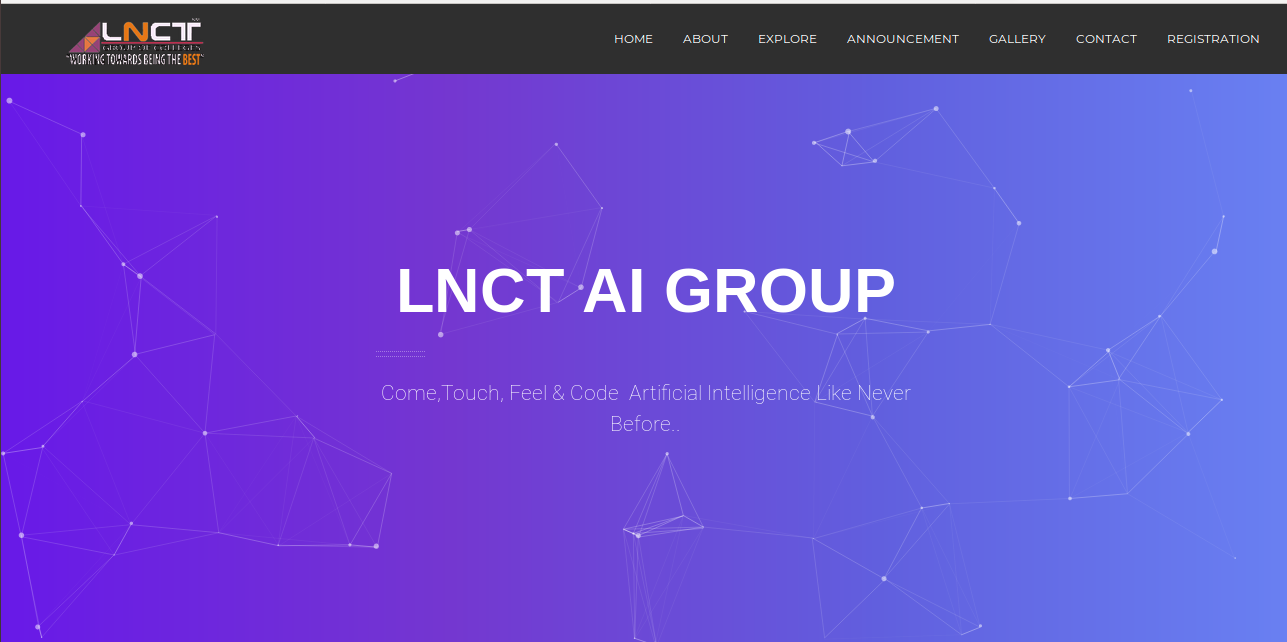 LNCT
GROUP OF COLLEGES
"WORKING TOWARDS BEING THE BEST"
HOME
ABOUT
EXPLORE
ANNOUNCEMENT
GALLERY
CONTACT
REGISTRATION
LNCT AI GROUP
Come,Touch, Feel & Code  Artificial Intelligence Like Never
Before..